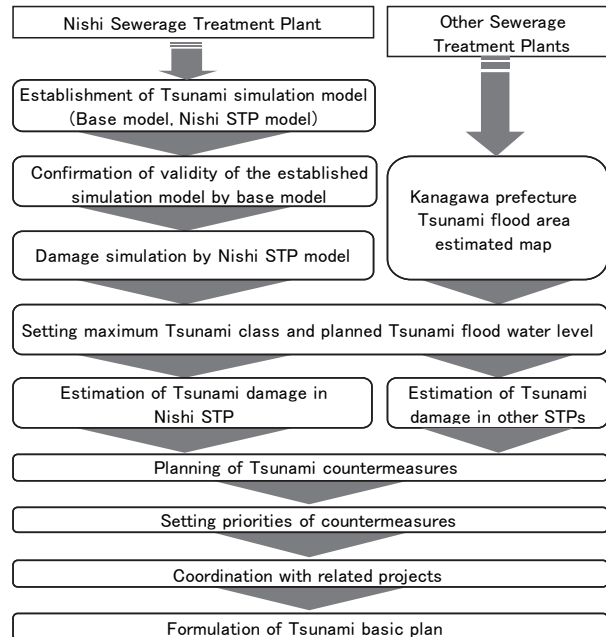 Nishi Sewerage Treatment Plant
Other Sewerage
Treatment Plants
Establishment of Tsunami simulation model
(Base model, Nishi STP model)
Confirmation of validity of the established
simulation model by base model
Kanagawa prefecture
Tsunami flood area
estimated map
Damage simulation by Nishi STP model
Setting maximum Tsunami class and planned Tsunami flood water level
Estimation of Tsunami damage in
Nishi STP
Estimation of Tsunami
damage in other STPs
Planning of Tsunami countermeasures
Setting priorities of countermeasures
Coordination with related projects
Formulation of Tsunami basic plan